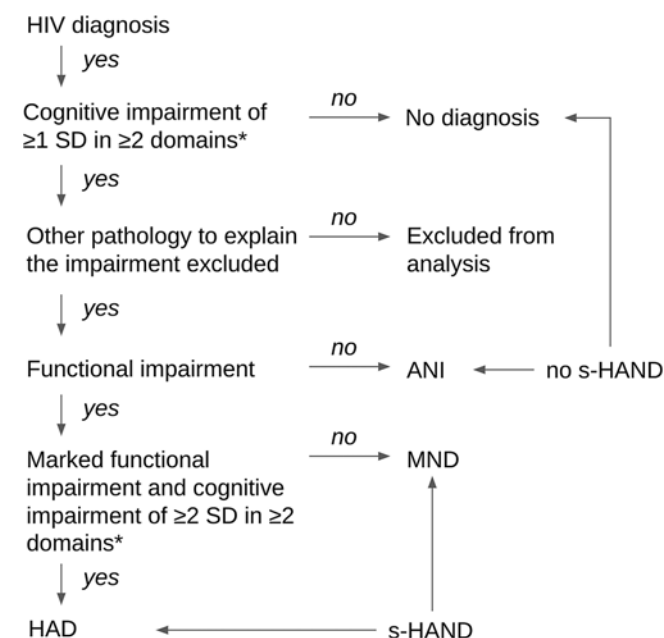 HIV diagnosis
yes
Cognitive impairment of
≥1 SD in ≥2 domains*
no
No diagnosis
yes
Other pathology to explain
the impairment excluded
no
Excluded from
analysis
yes
Functional impairment
no
ANI
no s-HAND
yes
Marked functional
impairment and cognitive
impairment of ≥2 SD in ≥2
domains*
no
MND
yes
HAD
s-HAND